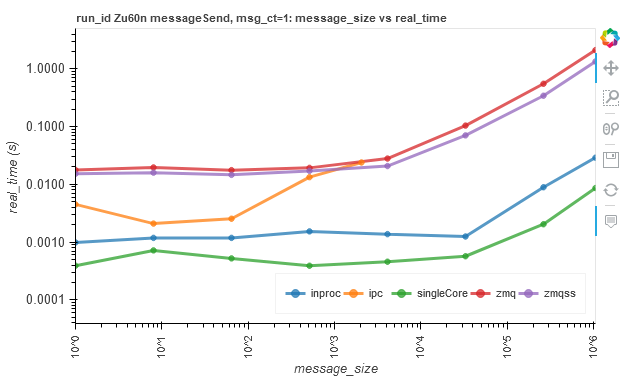 run_id Zu60n messageSend, msg_ct=1: message_size vs real_time
real_time (s)
1.0000
0.1000
0.0100
0.0010
0.0001
inproc ipc singleCore zmq zmqss
10^0 10^1 10^2 10^3 10^4 10^5 10^6
message_size